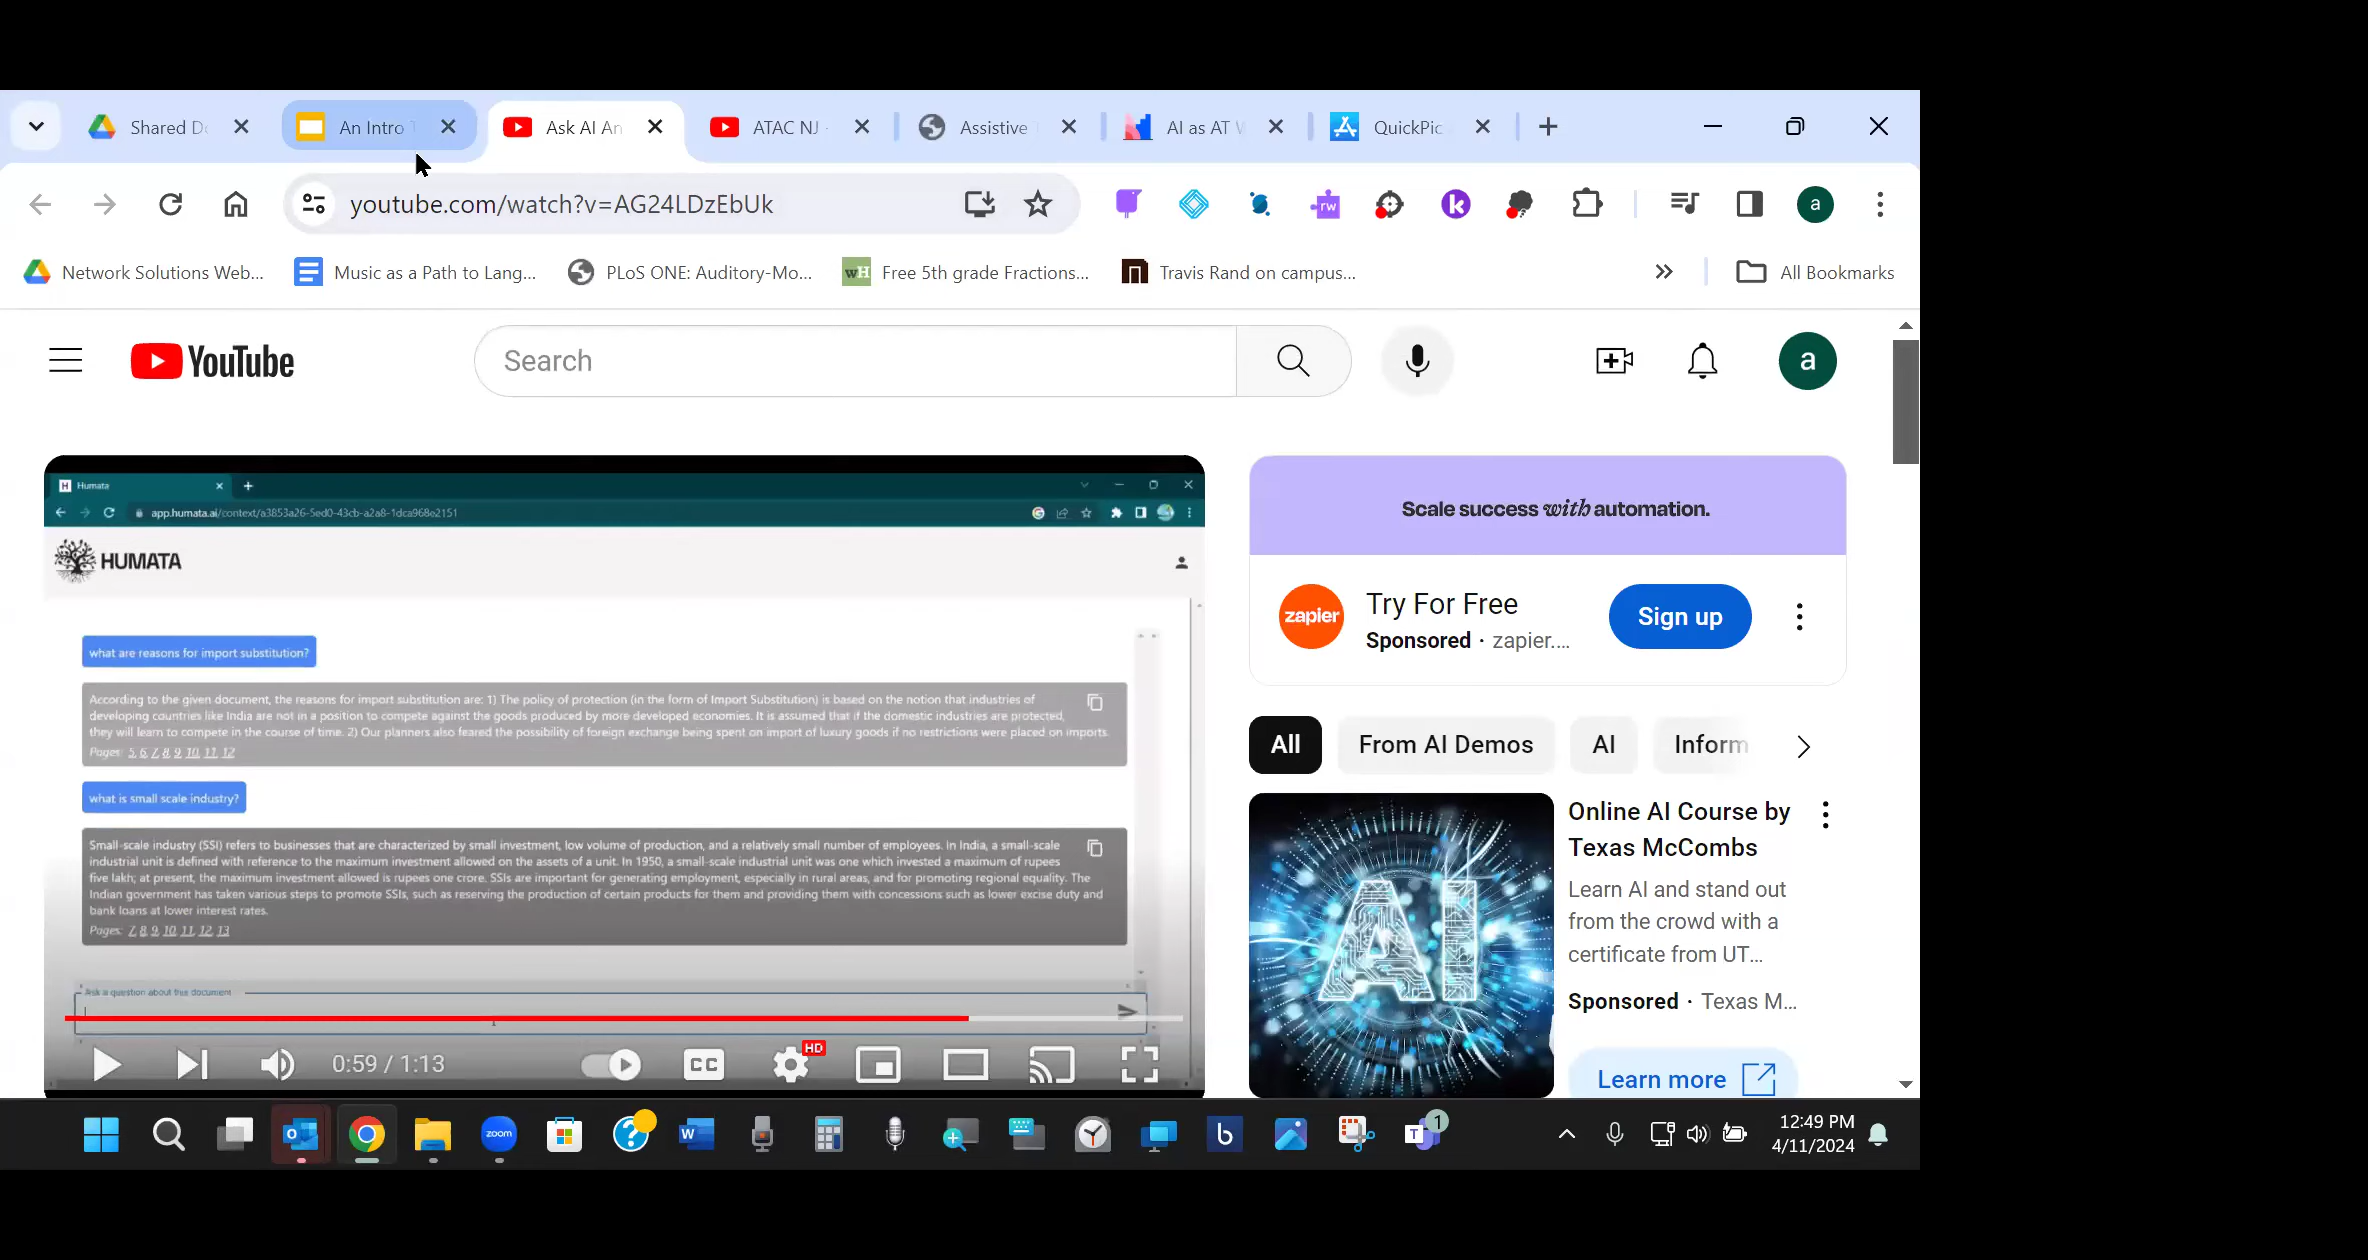 Shared D
An Intro
Ask AI An
ATAC NJ
Assistive
AI as AT
QuickPic
youtube.com/watch?v=AG24LDzEbUk
rw
k
a
Network Solutions Web...
Music as a Path to Lang...
PLoS ONE: Auditory-Mo...
wH
Free 5th grade Fractions...
Travis Rand on campus...
All Bookmarks
YouTube
Search
a
H Humata
app.humata.ai/context/a3853a26-5ed0-43cb-a2a8-1dca968e2151
HUMATA
what are reasons for import substitution?
According to the given document, the reasons for import substitution are: 1) The policy of protection (in the form of Import Substitution) is based on the notion that industries of
developing countries like India are not in a position to compete against the goods produced by more developed economies. It is assumed that if the domestic industries are protected,
they will learn to compete in the course of time. 2) Our planners also feared the possibility of foreign exchange being spent on import of luxury goods if no restrictions were placed on imports.
Pages: 5, 6, 7, 8, 9, 10, 11, 12
what is small scale industry?
Small-scale industry (SSI) refers to businesses that are characterized by small investment, low volume of production, and a relatively small number of employees. In India, a small-scale
industrial unit is defined with reference to the maximum investment allowed on the assets of a unit. In 1950, a small-scale industrial unit was one which invested a maximum of rupees
five lakh; at present, the maximum investment allowed is rupees one crore. SSIs are important for generating employment, especially in rural areas, and for promoting regional equality. The
Indian government has taken various steps to promote SSIs, such as reserving the production of certain products for them and providing them with concessions such as lower excise duty and
bank loans at lower interest rates.
Pages: 7, 8, 9, 10, 11, 12, 13
Ask a question about this document
0:59 / 1:13
CC
HD
Scale success with automation.
zapier
Try For Free
Sponsored · zapier....
Sign up
All
From AI Demos
AI
Inform
AI
Online AI Course by
Texas McCombs
Learn AI and stand out
from the crowd with a
certificate from UT...
Sponsored · Texas M...
Learn more
zoom
W
b
T
1
12:49 PM
4/11/2024